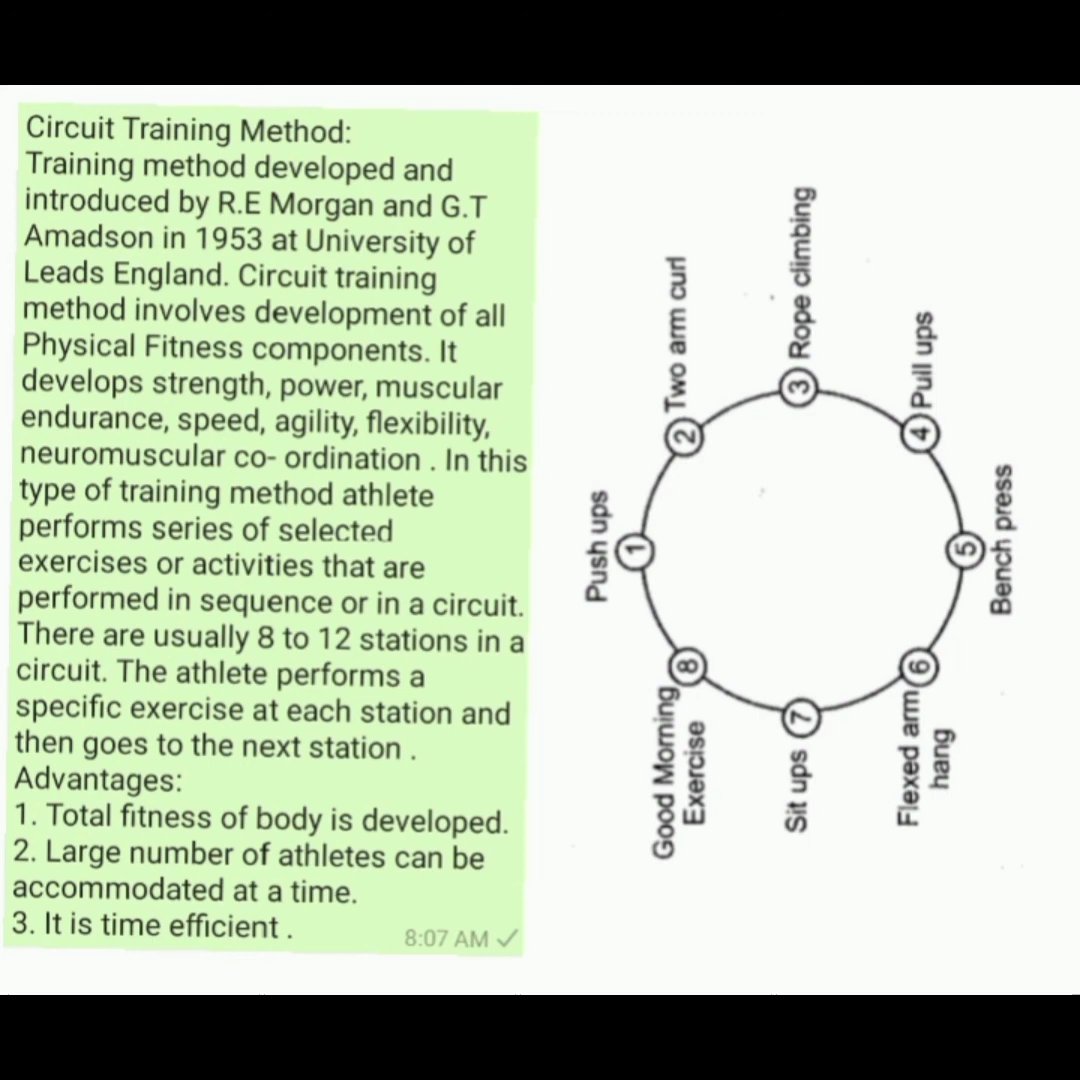 Circuit Training Method:
Training method developed and
introduced by R.E Morgan and G.T
Amadson in 1953 at University of
Leads England. Circuit training
method involves development of all
Physical Fitness components. It
develops strength, power, muscular
endurance, speed, agility, flexibility,
neuromuscular co- ordination . In this
type of training method athlete
performs series of selected
exercises or activities that are
performed in sequence or in a circuit.
There are usually 8 to 12 stations in a
circuit. The athlete performs a
specific exercise at each station and
then goes to the next station .
Advantages:
1. Total fitness of body is developed.
2. Large number of athletes can be
accommodated at a time.
3. It is time efficient .
8:07 AM
1 Push ups
2 Two arm curl
3 Rope climbing
4 Pull ups
5 Bench press
6 Flexed arm
hang
7 Sit ups
8 Good Morning
Exercise